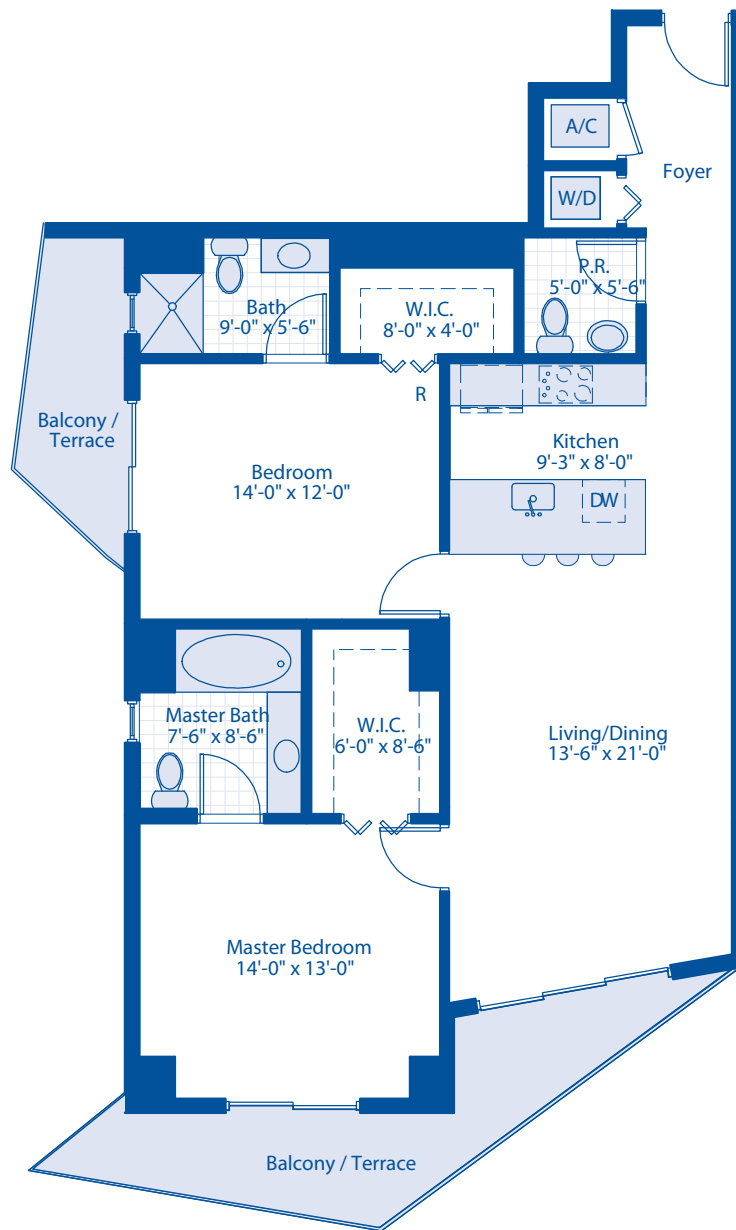 A/C
Foyer
W/D
P.R.
5'-0" x 5'-6"
Bath
9'-0" x 5'-6"
W.I.C.
8'-0" x 4'-0"
R
Balcony /
Terrace
Kitchen
9'-3" x 8'-0"
Bedroom
14'-0" x 12'-0"
DW
Master Bath
7'-6" x 8'-6"
W.I.C.
6'-0" x 8'-6"
Living/Dining
13'-6" x 21'-0"
Master Bedroom
14'-0" x 13'-0"
Balcony / Terrace